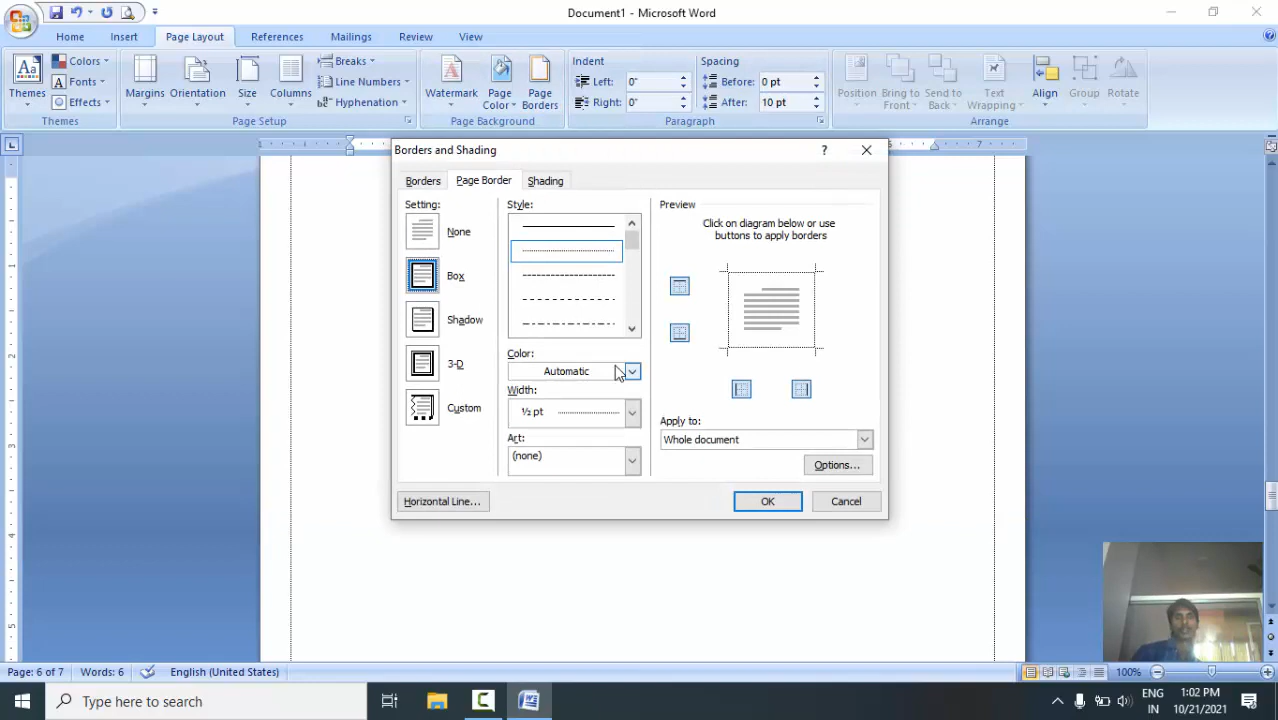 Document1 - Microsoft Word
Home Insert Page Layout References Mailings Review View
Aa Themes Colors Fonts Effects
Margins Orientation Size Columns Breaks Line Numbers Hyphenation
Watermark Page Color Page Borders
Indent Spacing
Left: 0" Before: 0 pt
Right: 0" After: 10 pt
Position Bring to Front Send to Back Text Wrapping Align Group Rotate
Themes Page Setup Page Background Paragraph Arrange
Borders and Shading ?
Borders Page Border Shading
Setting: Style: Preview
None
Click on diagram below or use buttons to apply borders
Box
Shadow
3-D
Custom
Color:
Automatic
Width:
½ pt
Art:
(none)
Apply to:
Whole document
Options...
Horizontal Line... OK Cancel
Page: 6 of 7 Words: 6 English (United States) 100%
Type here to search
ENG
IN
1:02 PM
10/21/2021